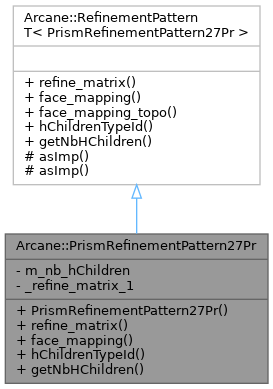 Arcane::RefinementPattern
T< PrismRefinementPattern27Pr >
+ refine_matrix()
+ face_mapping()
+ face_mapping_topo()
+ hChildrenTypeId()
+ getNbHChildren()
# asImp()
# asImp()
Arcane::PrismRefinementPattern27Pr
- m_nb_hChildren
- _refine_matrix_1
+ PrismRefinementPattern27Pr()
+ refine_matrix()
+ face_mapping()
+ hChildrenTypeId()
+ getNbHChildren()